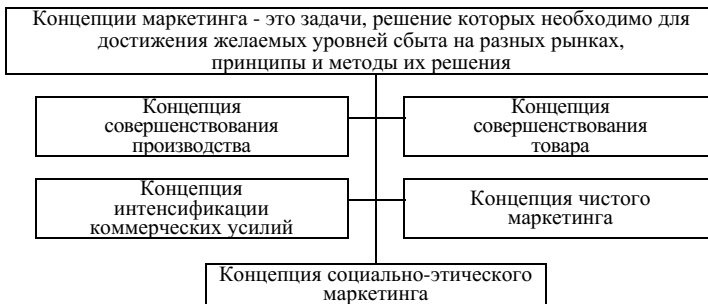 Концепции маркетинга - это задачи, решение которых необходимо для
достижения желаемых уровней сбыта на разных рынках,
принципы и методы их решения
Концепция
совершенствования
производства
Концепция
совершенствования
товара
Концепция
интенсификации
коммерческих усилий
Концепция чистого
маркетинга
Концепция социально-этического
маркетинга